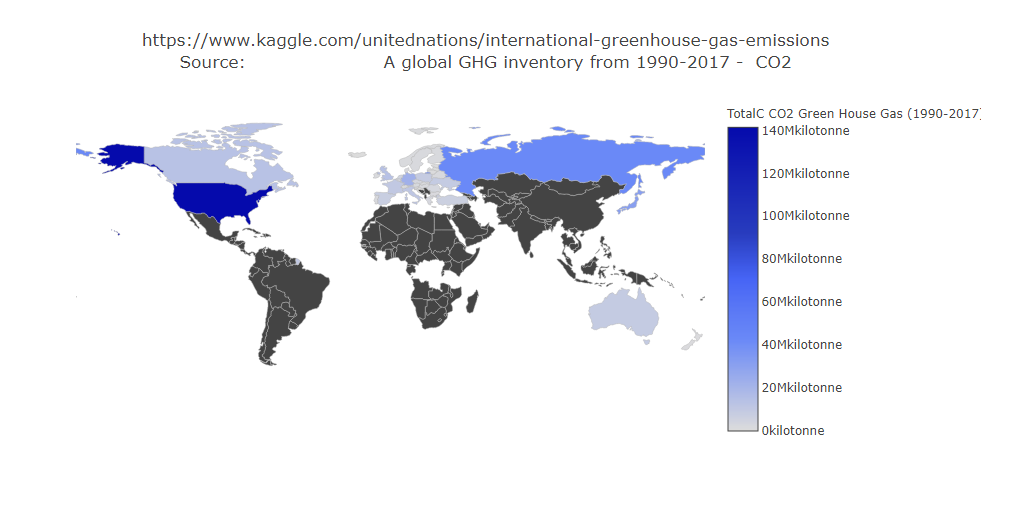 https://www.kaggle.com/unitednations/international-greenhouse-gas-emissions
Source: A global GHG inventory from 1990-2017 - CO2
TotalC CO2 Green House Gas (1990-2017)
140Mkilotonne
120Mkilotonne
100Mkilotonne
80Mkilotonne
60Mkilotonne
40Mkilotonne
20Mkilotonne
0kilotonne